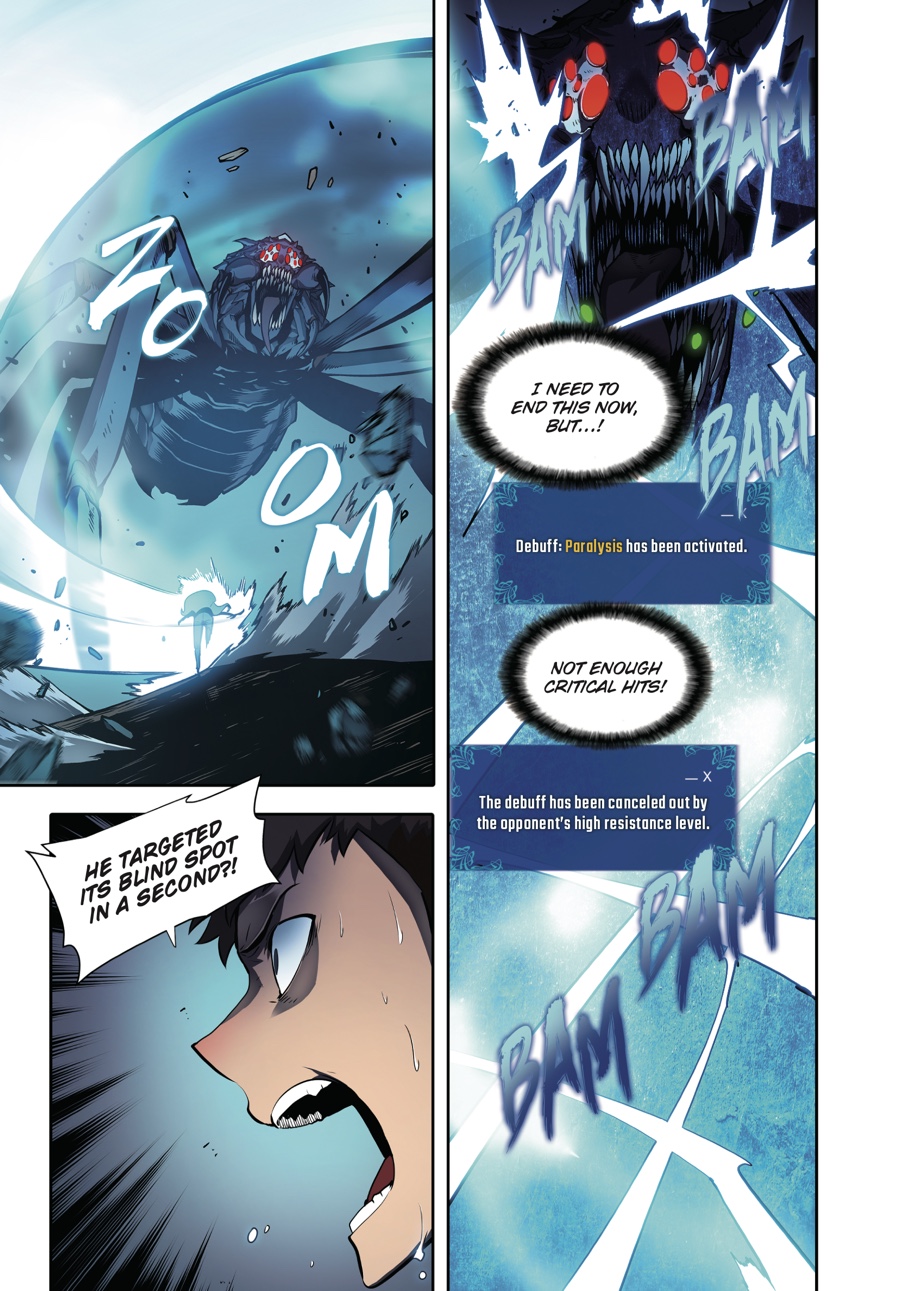 ZO
OM
HE TARGETED
ITS BLIND SPOT
IN A SECOND?!
BAM
BAM
I NEED TO
END THIS NOW,
BUT...!
BAM
Debuff: Paralysis has been activated.
NOT ENOUGH
CRITICAL HITS!
— X
The debuff has been canceled out by
the opponent's high resistance level.
BAM
BAM